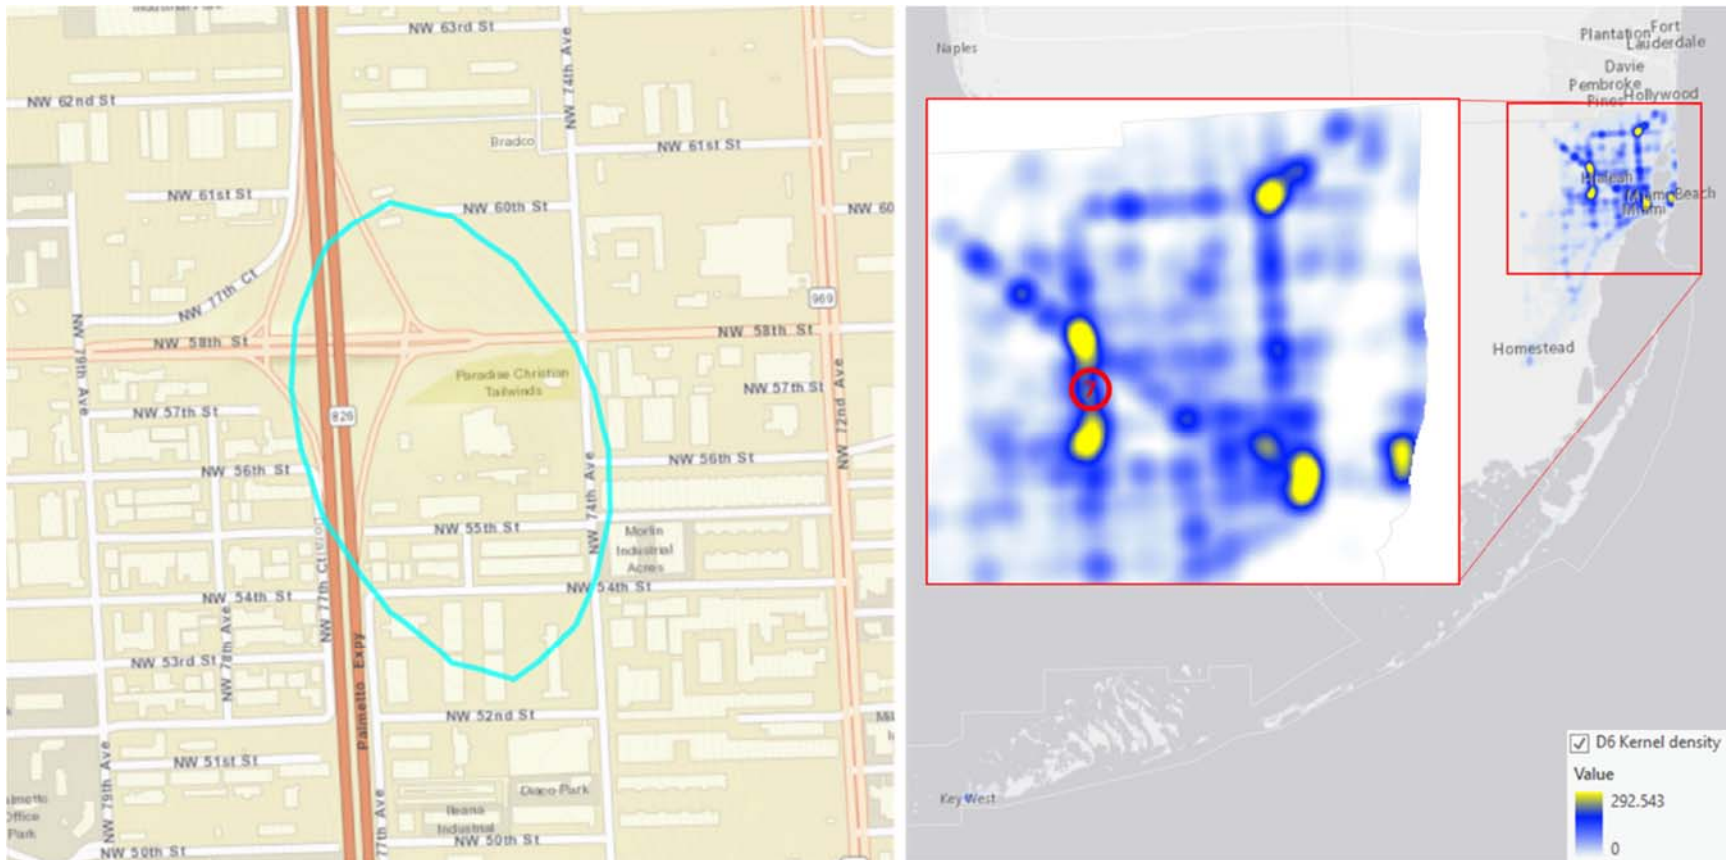 NW 63rd St
NW 74th Ave
NW 62nd St
Bradco
NW 61st St
NW 61st St
NW 60th St
NW 60
NW 77th Ct
969
NW 58th St
NW 58th St
NW 79th Ave
Paradise Christian
Tailwinds
NW 57th St
NW 57th St
826
NW 72nd Ave
NW 56th St
NW 56th St
NW 74th Ave
NW 55th St
Morlin
Industrial
Acres
NW 77th Ct
NW 54th St
NW 54th St
NW 78th Ave
NW 53rd St
Palmetto Expy
NW 52nd St
NW 51st St
NW 79th Ave
Diaco Park
Ileana
Industrial
Office
Park
77th Ave
NW 50th St
NW 50th St
Naples
Plantation
Fort
Lauderdale
Davie
Pembroke
Pines
Hollywood
Hialeah
Miami Beach
Miami
Homestead
7
Key West
D6 Kernel density
Value
292.543
0